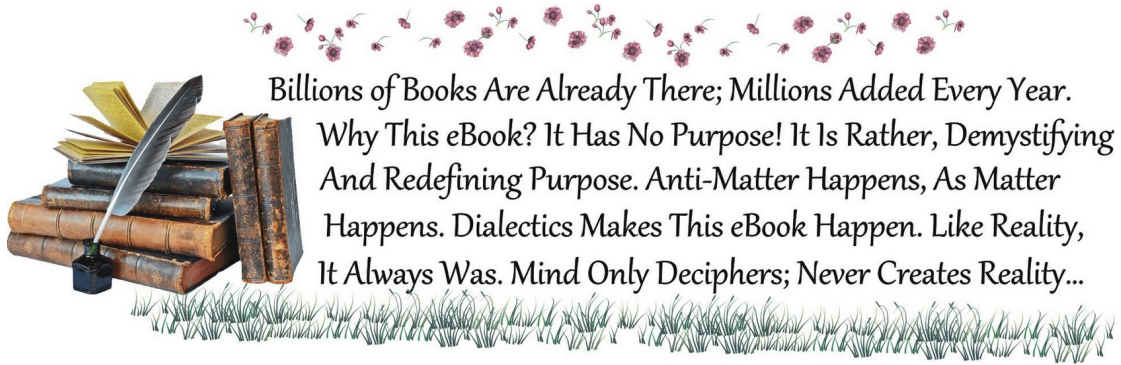 Billions of Books Are Already There; Millions Added Every Year.
Why This eBook? It Has No Purpose! It Is Rather, Demystifying
And Redefining Purpose. Anti-Matter Happens, As Matter
Happens. Dialectics Makes This eBook Happen. Like Reality,
It Always Was. Mind Only Deciphers; Never Creates Reality...